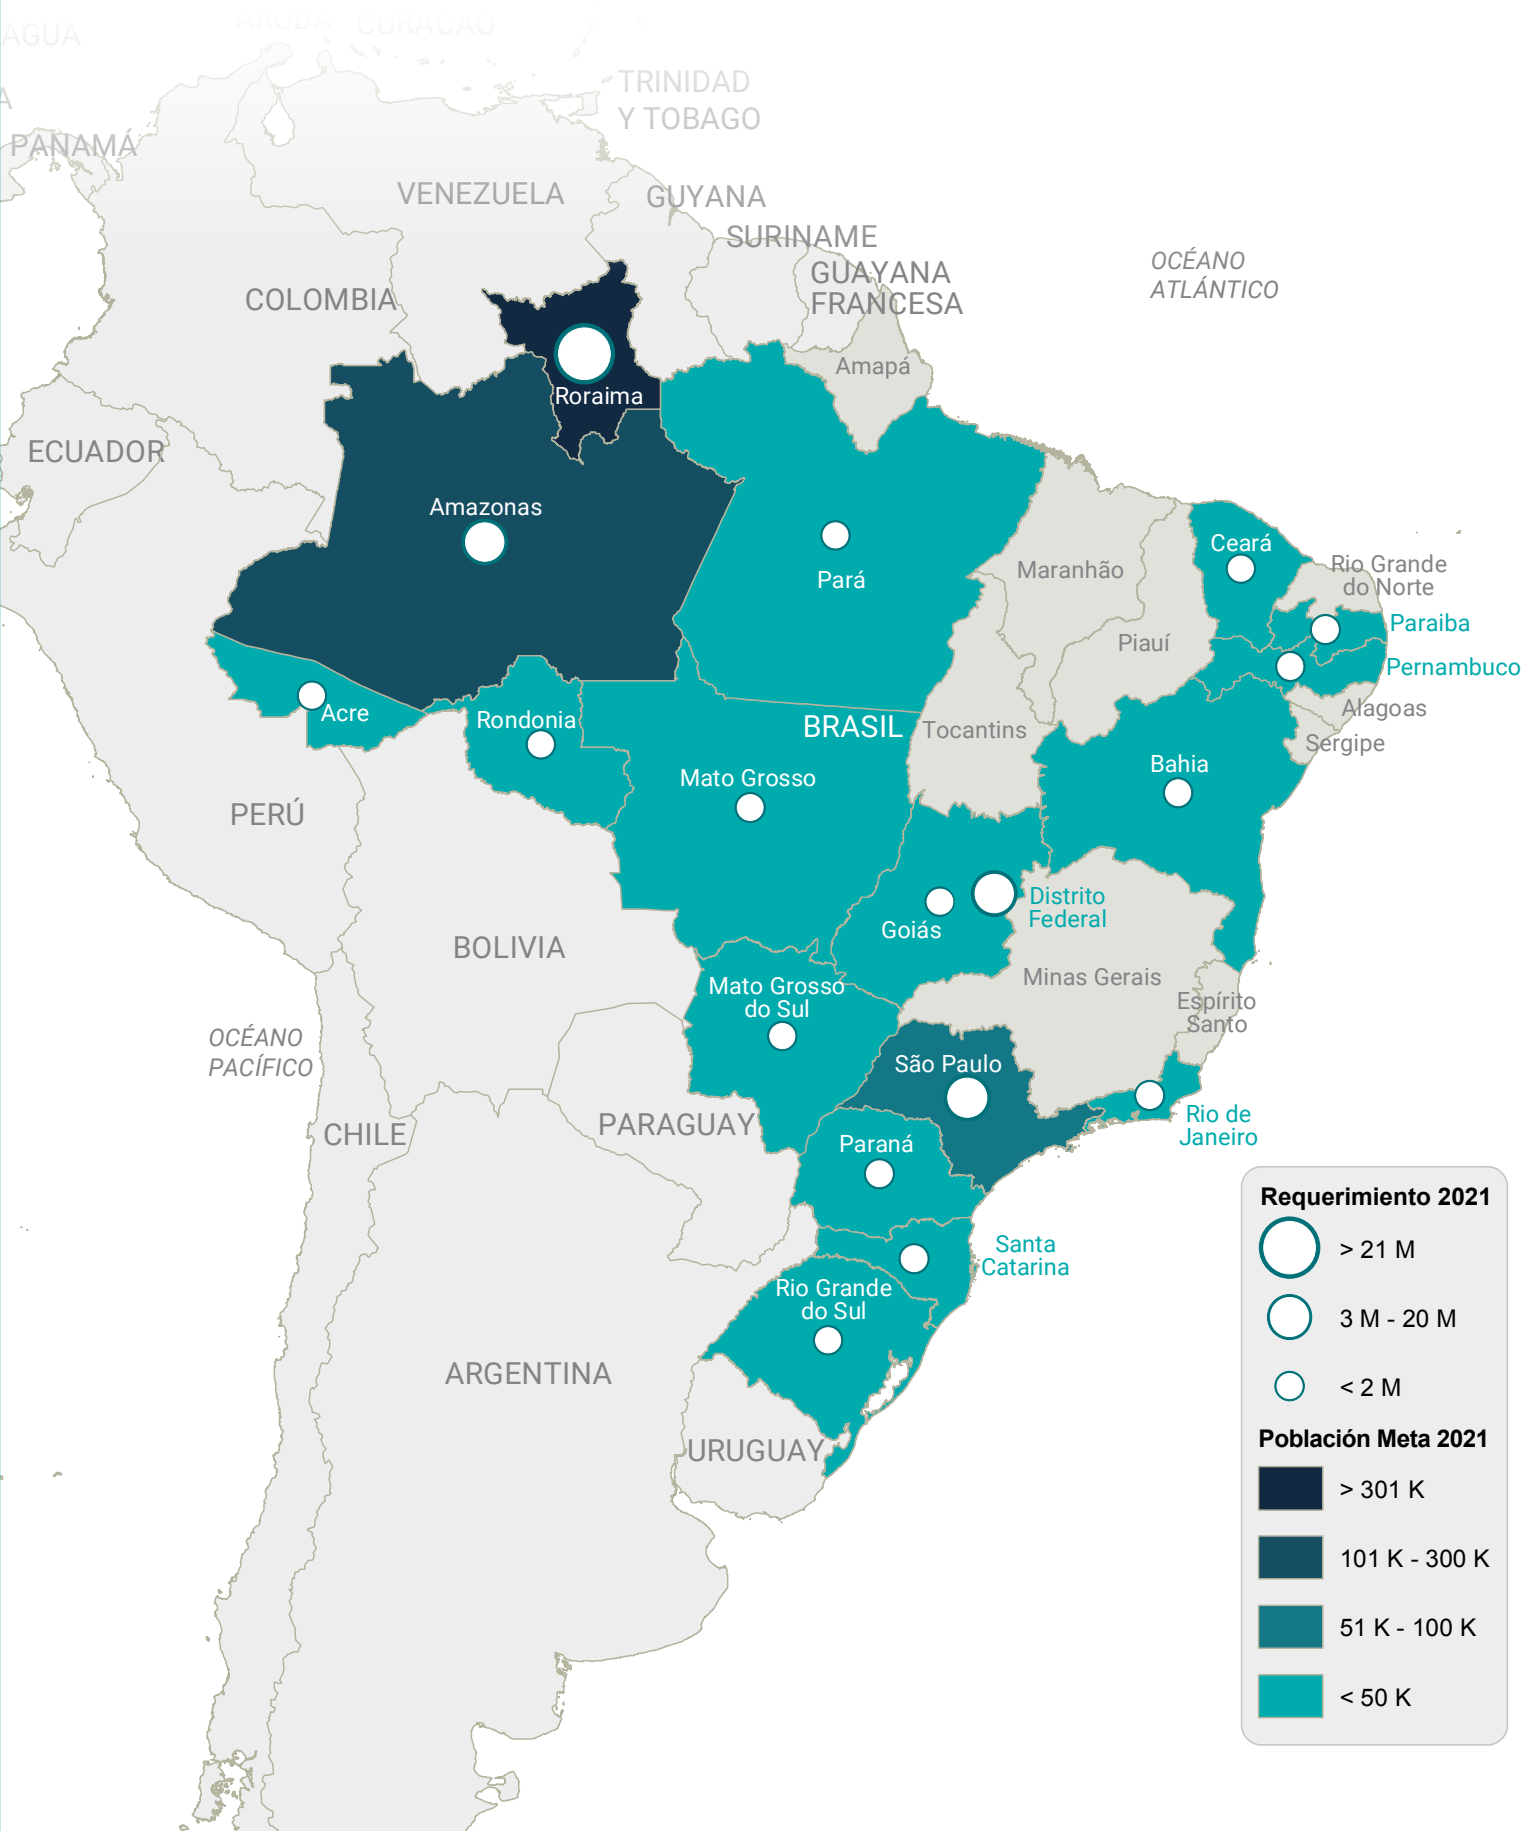 ARUBA
CURACAO
AGUA
A
TRINIDAD
Y TOBAGO
PANAMÁ
VENEZUELA
GUYANA
SURINAME
GUAYANA
FRANCESA
OCÉANO
ATLÁNTICO
COLOMBIA
Amapá
Roraima
ECUADOR
Amazonas
Pará
Maranhão
Ceará
Rio Grande
do Norte
Paraiba
Piauí
Pernambuco
Acre
Rondonia
BRASIL
Tocantins
Alagoas
Sergipe
Mato Grosso
Bahia
PERÚ
Distrito
Federal
Goiás
BOLIVIA
Minas Gerais
Mato Grosso
do Sul
Espírito
Santo
OCÉANO
PACÍFICO
São Paulo
PARAGUAY
CHILE
Rio de
Janeiro
Paraná
Santa
Catarina
Rio Grande
do Sul
ARGENTINA
URUGUAY
Requerimiento 2021
> 21 M
3 M - 20 M
< 2 M
Población Meta 2021
> 301 K
101 K - 300 K
51 K - 100 K
< 50 K